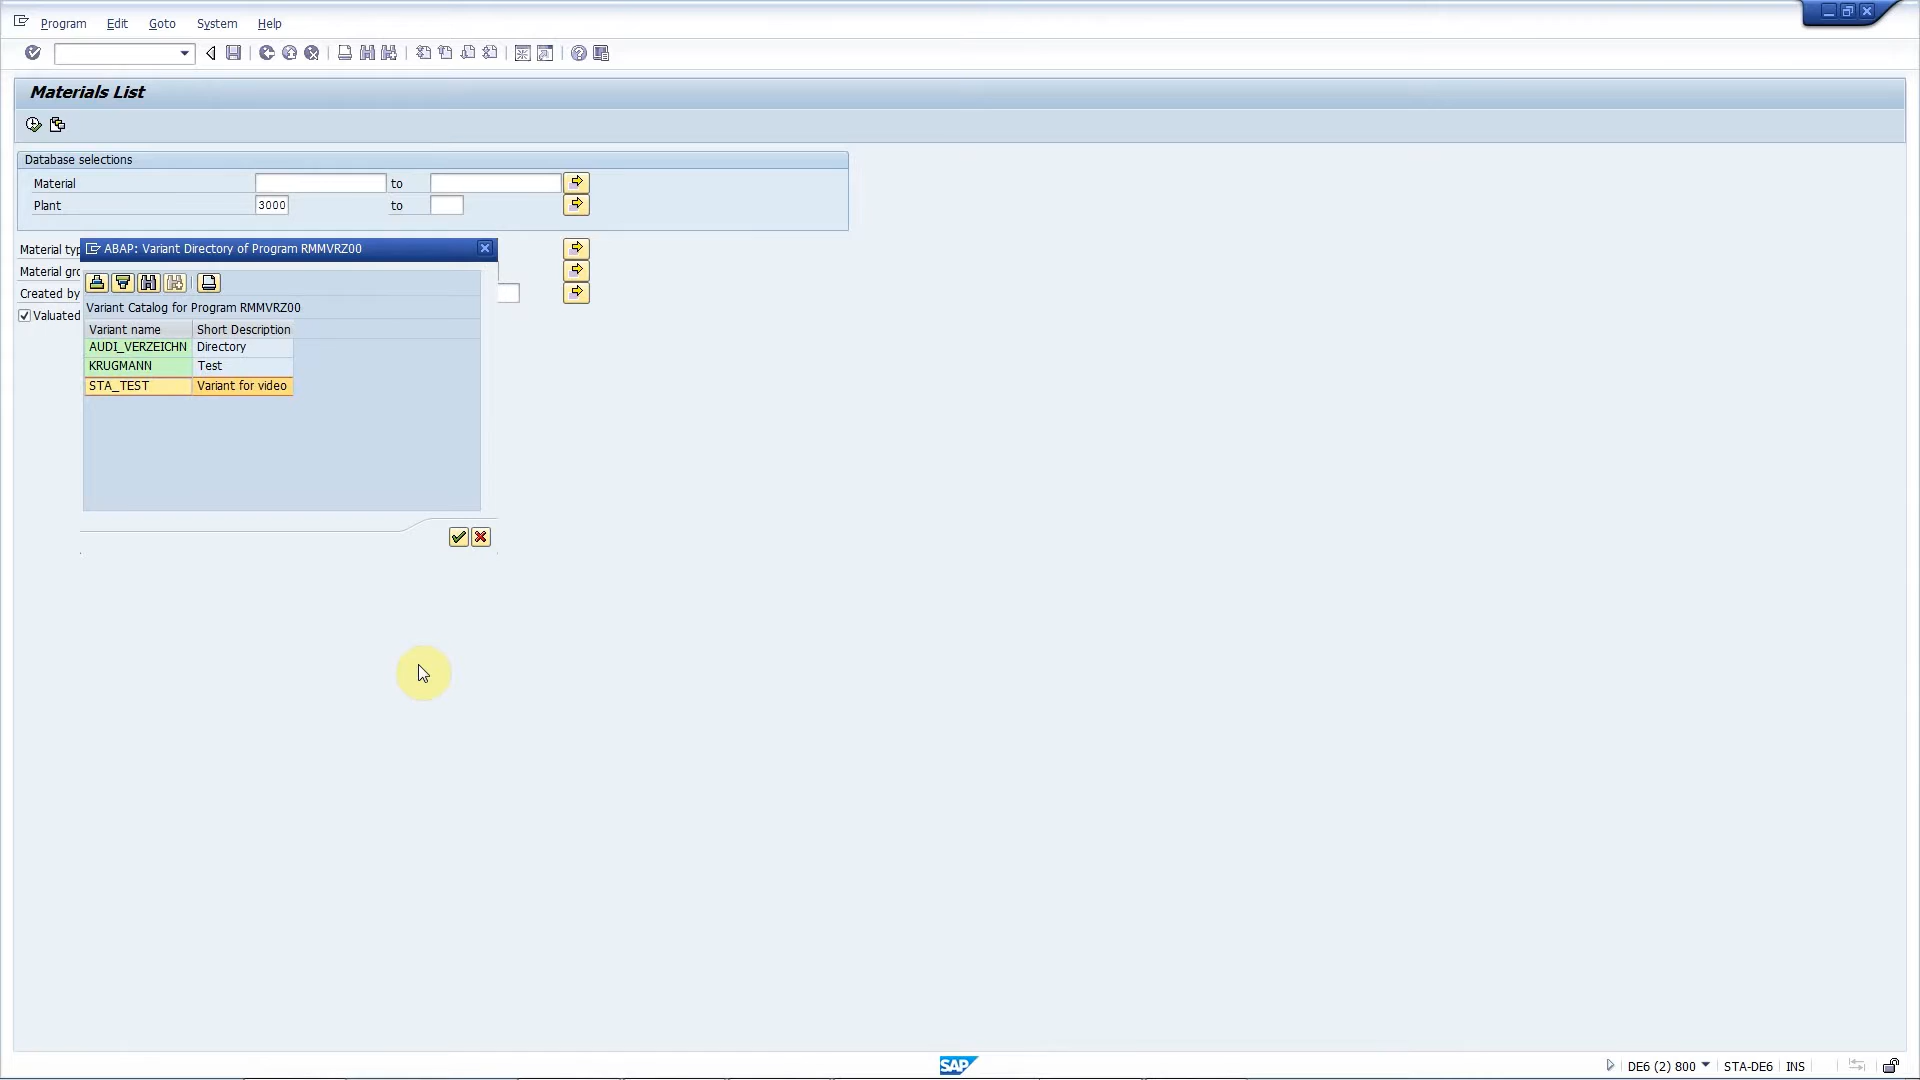 Program Edit Goto System Help
Materials List
Database selections
Material to
Plant 3000 to
Material typ
ABAP: Variant Directory of Program RMMVRZ00
Material gro
Created by
Valuated
Variant Catalog for Program RMMVRZ00
Variant name Short Description
AUDI_VERZEICHN Directory
KRUGMANN Test
STA_TEST Variant for video
SAP DE6 (2) 800 STA-DE6 INS